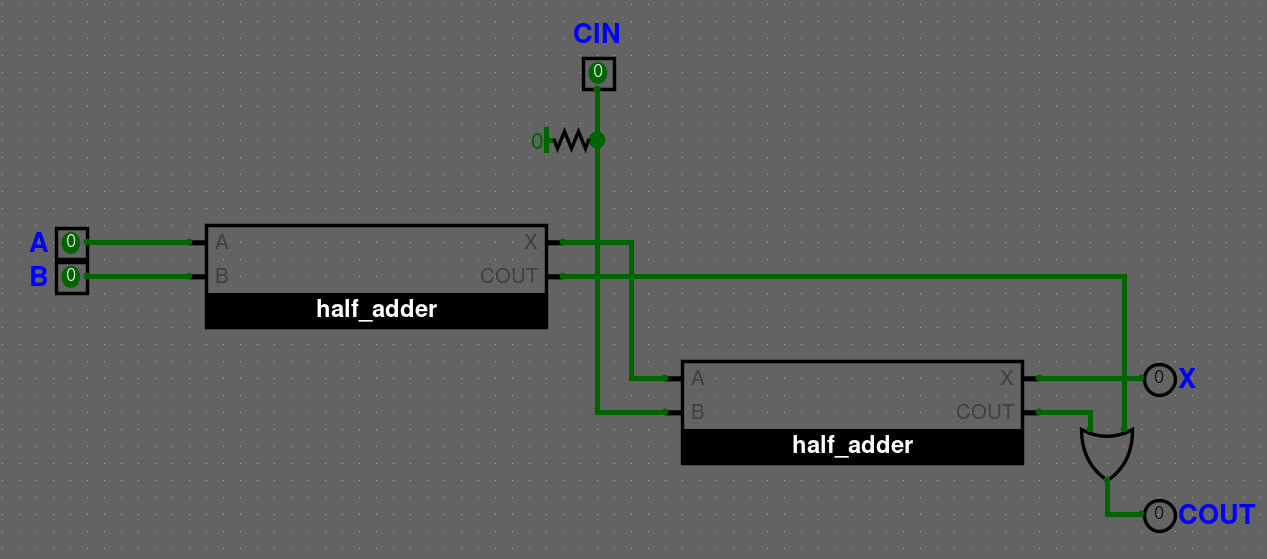 CIN
0
0
A 0 A X
B 0 B COUT
half_adder
A X 0 X
B COUT
half_adder
0 COUT